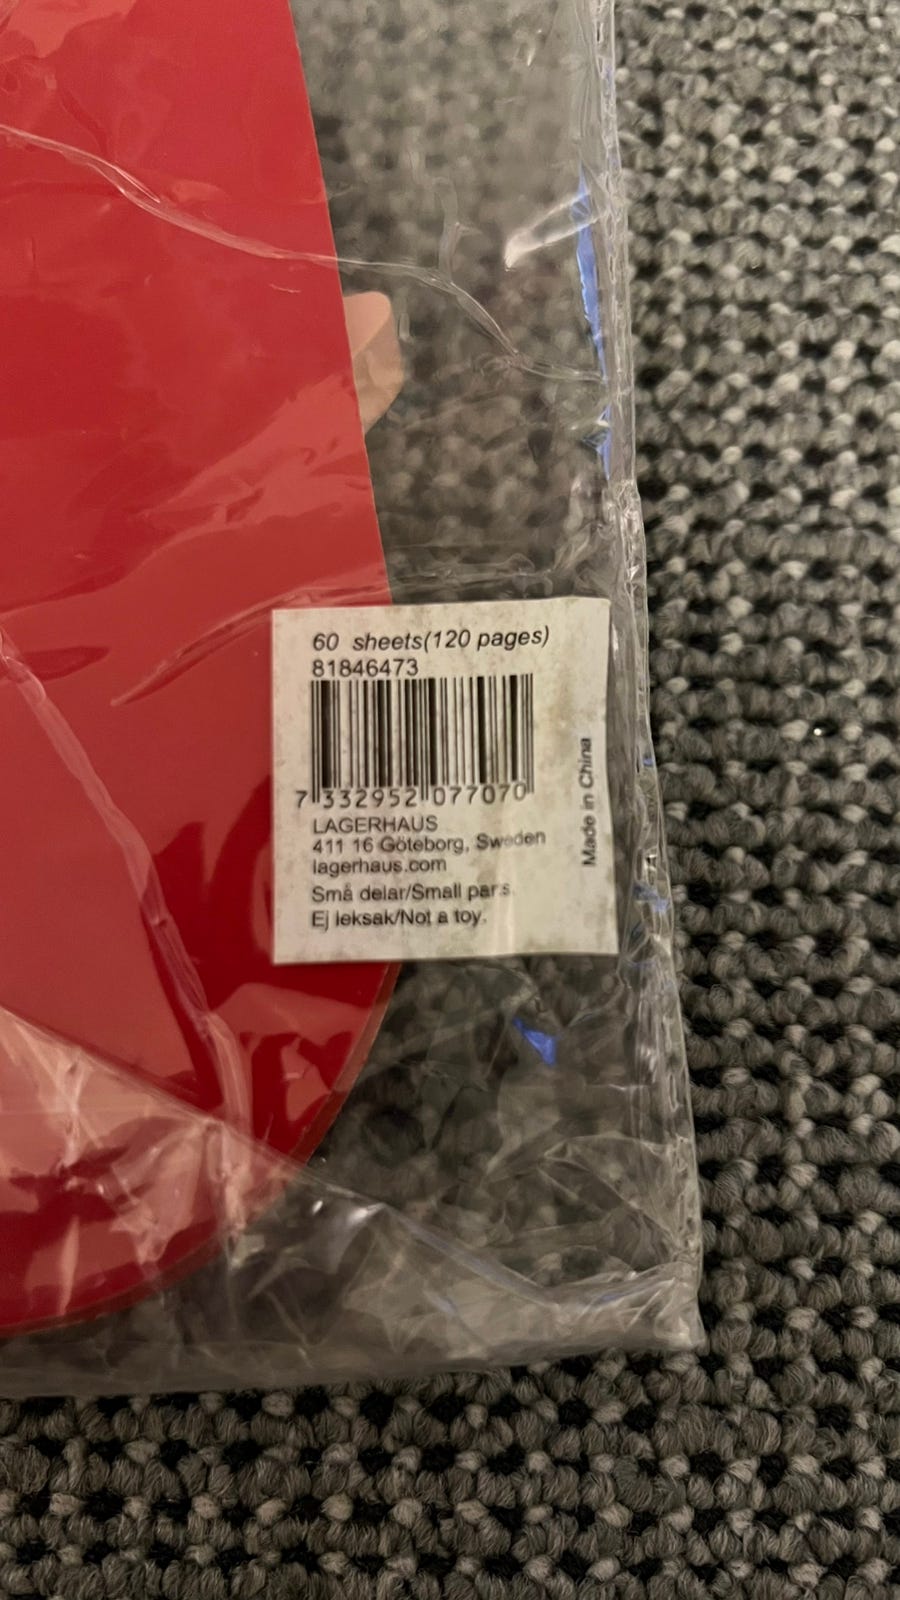 60 sheets(120 pages)
81846473
7 332952 077070
LAGERHAUS
411 16 Göteborg, Sweden
lagerhaus.com
Små delar/Small parts.
Ej leksak/Not a toy.
Made in China